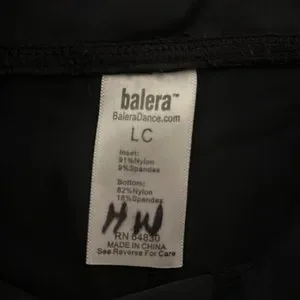 balera™
BaleraDance.com
LC
Inset:
91%Nylon
9%Spandex
Bottom:
82%Nylon
18%Spandex
HW
RN 64830
MADE IN CHINA
See Reverse For Care